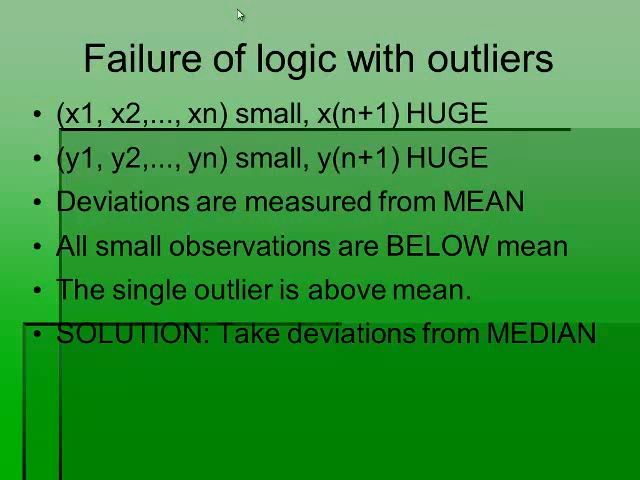 Failure of logic with outliers
• (x1, x2,..., xn) small, x(n+1) HUGE
• (y1, y2,..., yn) small, y(n+1) HUGE
• Deviations are measured from MEAN
• All small observations are BELOW mean
• The single outlier is above mean.
• SOLUTION: Take deviations from MEDIAN